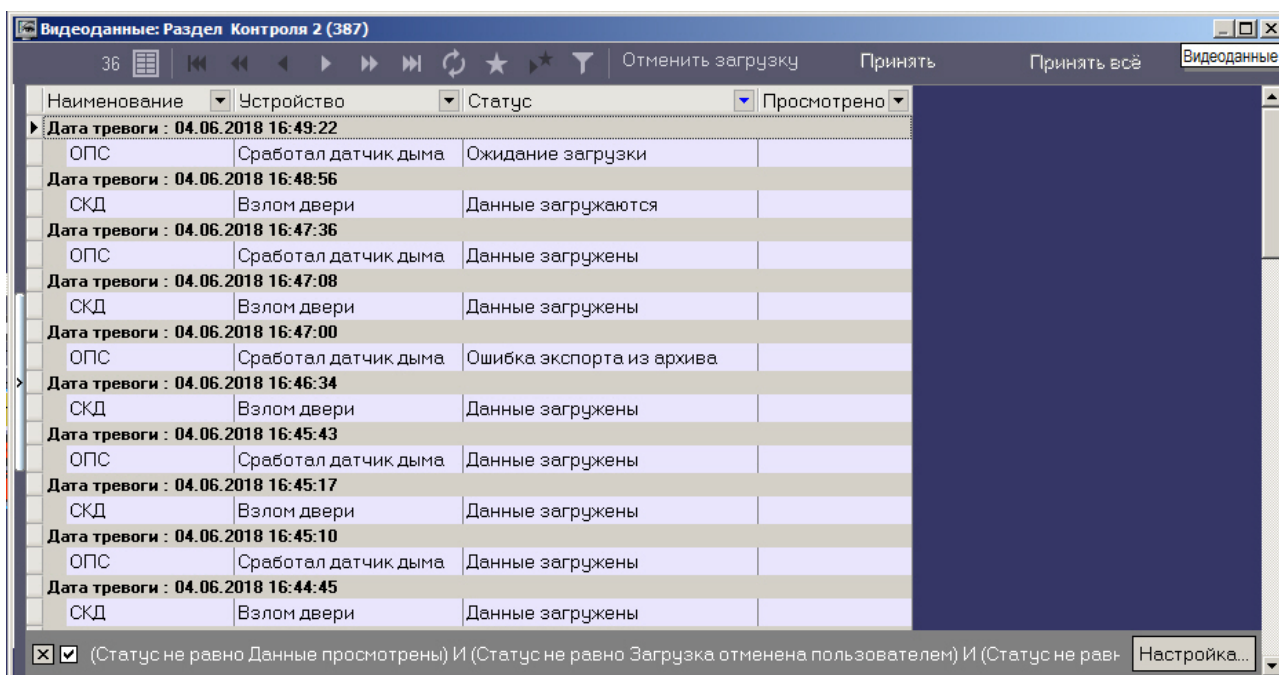 Видеоданные: Раздел Контроля 2 (387)
36 Отменить загрузку Принять Принять всё Видеоданные
Наименование Устройство Статус Просмотрено
Дата тревоги : 04.06.2018 16:49:22
ОПС Сработал датчик дыма Ожидание загрузки
Дата тревоги : 04.06.2018 16:48:56
СКД Взлом двери Данные загружаются
Дата тревоги : 04.06.2018 16:47:36
ОПС Сработал датчик дыма Данные загружены
Дата тревоги : 04.06.2018 16:47:08
СКД Взлом двери Данные загружены
Дата тревоги : 04.06.2018 16:47:00
ОПС Сработал датчик дыма Ошибка экспорта из архива
Дата тревоги : 04.06.2018 16:46:34
СКД Взлом двери Данные загружены
Дата тревоги : 04.06.2018 16:45:43
ОПС Сработал датчик дыма Данные загружены
Дата тревоги : 04.06.2018 16:45:17
СКД Взлом двери Данные загружены
Дата тревоги : 04.06.2018 16:45:10
ОПС Сработал датчик дыма Данные загружены
Дата тревоги : 04.06.2018 16:44:45
СКД Взлом двери Данные загружены
(Статус не равно Данные просмотрены) И (Статус не равно Загрузка отменена пользователем) И (Статус не равн Настройка...